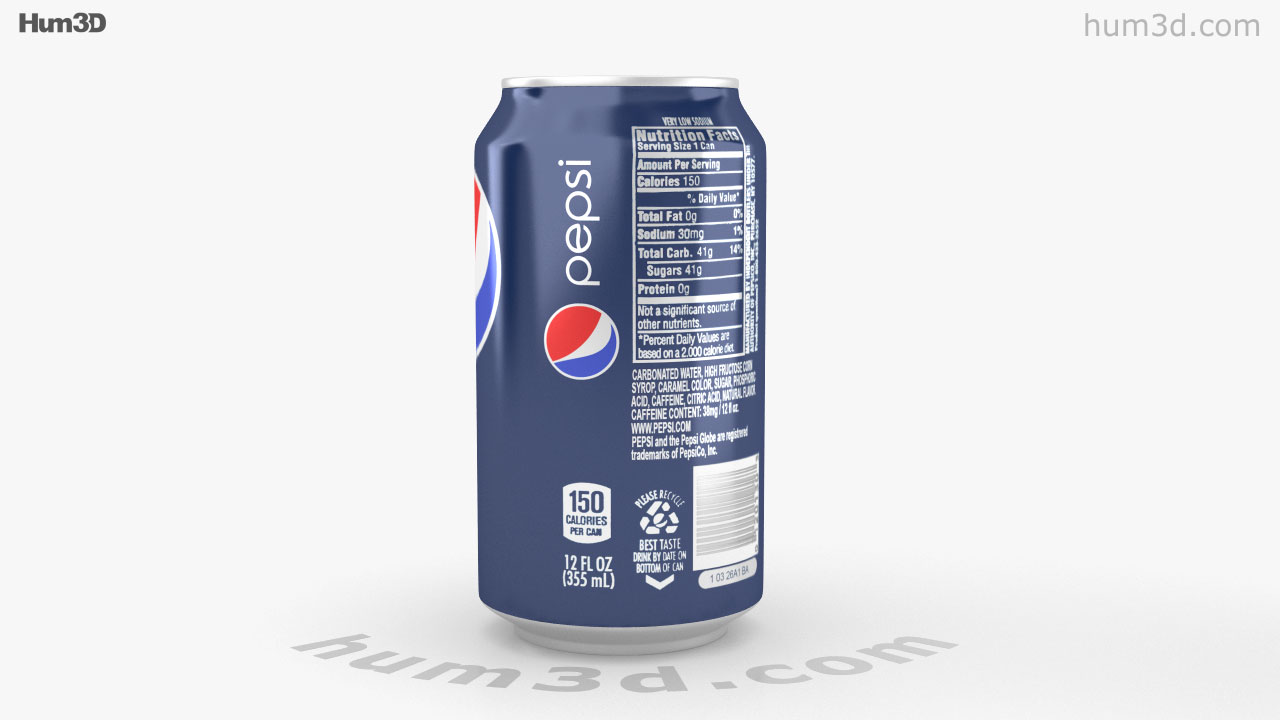 Hum3D
hum3d.com
pepsi
VERY LOW SODIUM
Nutrition Facts
Serving Size 1 Can
Amount Per Serving
Calories 150
% Daily Value*
Total Fat 0g 0%
Sodium 30mg 1%
Total Carb. 41g 14%
Sugars 41g
Protein 0g
Not a significant source of
other nutrients.
*Percent Daily Values are
based on a 2,000 calorie diet.
CARBONATED WATER, HIGH FRUCTOSE CORN
SYRUP, CARAMEL COLOR, SUGAR, PHOSPHORIC
ACID, CAFFEINE, CITRIC ACID, NATURAL FLAVOR
CAFFEINE CONTENT: 38mg / 12 fl oz.
WWW.PEPSI.COM
PEPSI and the Pepsi Globe are registered
trademarks of PepsiCo, Inc.
150
CALORIES
PER CAN
12 FL OZ
(355 mL)
PLEASE RECYCLE
BEST TASTE
DRINK BY DATE ON
BOTTOM OF CAN
1 03 26A1 BA
hum3d.com